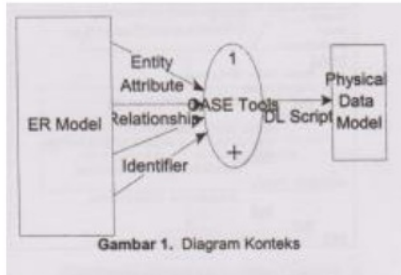 Entity
Attribute
Relationship
Identifier
ER Model
1
CASE Tools
+
DL Script
Physical
Data
Model
Gambar 1. Diagram Konteks